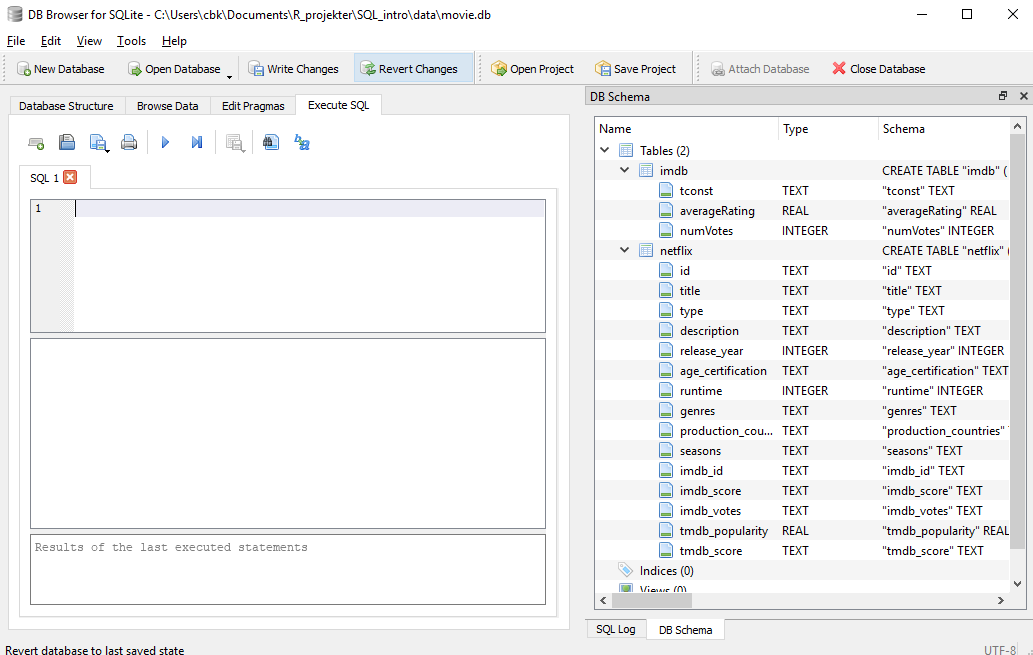 DB Browser for SQLite - C:\Users\cbk\Documents\R_projekter\SQL_intro\data\movie.db
File Edit View Tools Help
New Database Open Database Write Changes Revert Changes Open Project Save Project Attach Database Close Database
Database Structure Browse Data Edit Pragmas Execute SQL
SQL 1
1
Results of the last executed statements
DB Schema
Name Type Schema
Tables (2)
imdb CREATE TABLE "imdb" (
tconst TEXT "tconst" TEXT
averageRating REAL "averageRating" REAL
numVotes INTEGER "numVotes" INTEGER
netflix CREATE TABLE "netflix" (
id TEXT "id" TEXT
title TEXT "title" TEXT
type TEXT "type" TEXT
description TEXT "description" TEXT
release_year INTEGER "release_year" INTEGER
age_certification TEXT "age_certification" TEXT
runtime INTEGER "runtime" INTEGER
genres TEXT "genres" TEXT
production_cou... TEXT "production_countries"
seasons TEXT "seasons" TEXT
imdb_id TEXT "imdb_id" TEXT
imdb_score TEXT "imdb_score" TEXT
imdb_votes TEXT "imdb_votes" TEXT
tmdb_popularity REAL "tmdb_popularity" REAL
tmdb_score TEXT "tmdb_score" TEXT
Indices (0)
Views (0)
SQL Log DB Schema
Revert database to last saved state UTF-8